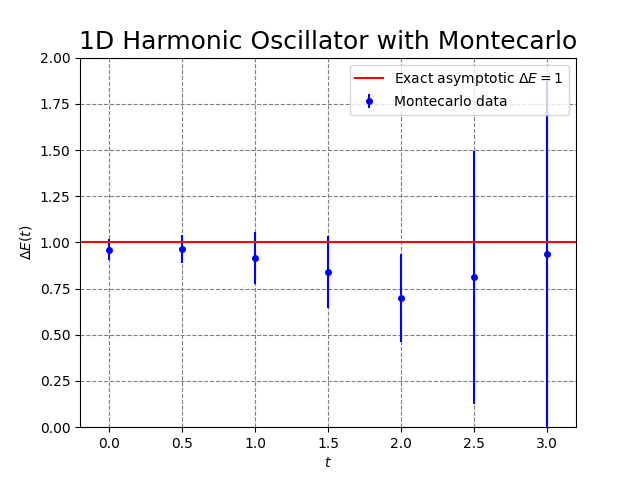 1D Harmonic Oscillator with Montecarlo
Exact asymptotic ΔE = 1
Montecarlo data
2.00
1.75
1.50
1.25
1.00
0.75
0.50
0.25
0.00
ΔE(t)
0.0 0.5 1.0 1.5 2.0 2.5 3.0
t